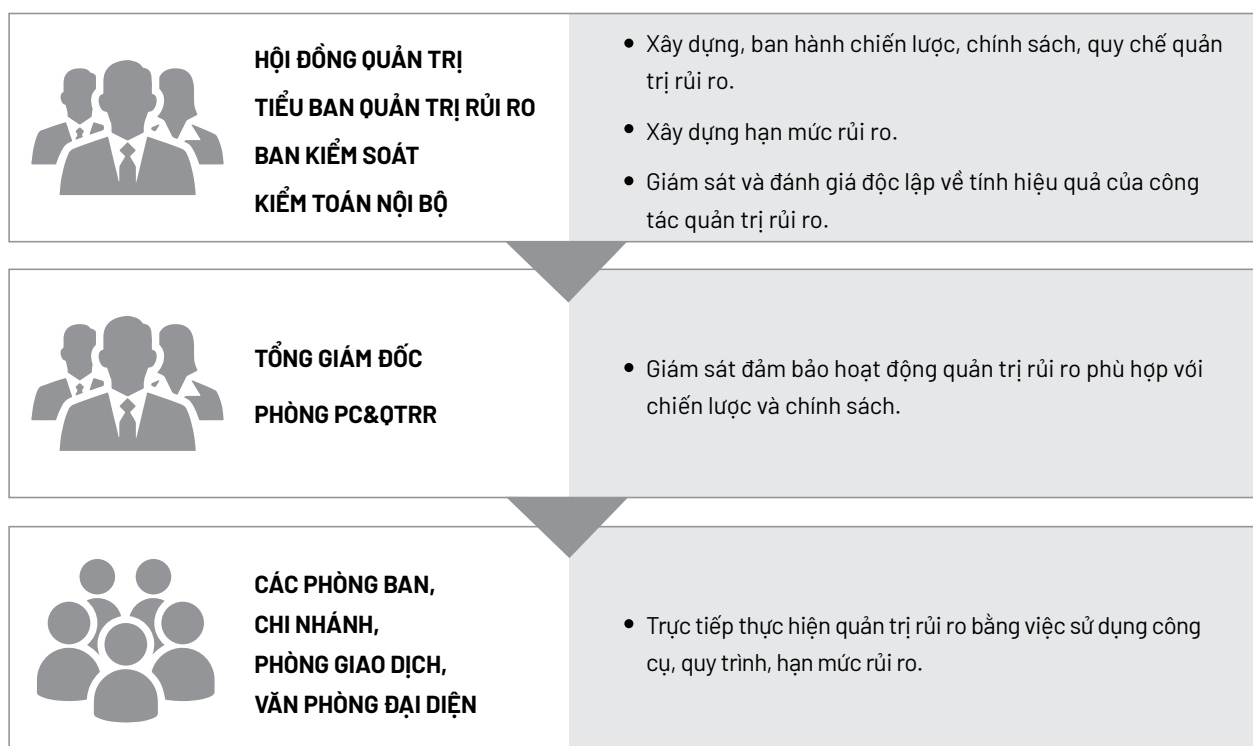 HỘI ĐỒNG QUẢN TRỊ
TIỂU BAN QUẢN TRỊ RỦI RO
BAN KIỂM SOÁT
KIỂM TOÁN NỘI BỘ
• Xây dựng, ban hành chiến lược, chính sách, quy chế quản
trị rủi ro.
• Xây dựng hạn mức rủi ro.
• Giám sát và đánh giá độc lập về tính hiệu quả của công
tác quản trị rủi ro.
TỔNG GIÁM ĐỐC
PHÒNG PC&QTRR
• Giám sát đảm bảo hoạt động quản trị rủi ro phù hợp với
chiến lược và chính sách.
CÁC PHÒNG BAN,
CHI NHÁNH,
PHÒNG GIAO DỊCH,
VĂN PHÒNG ĐẠI DIỆN
• Trực tiếp thực hiện quản trị rủi ro bằng việc sử dụng công
cụ, quy trình, hạn mức rủi ro.